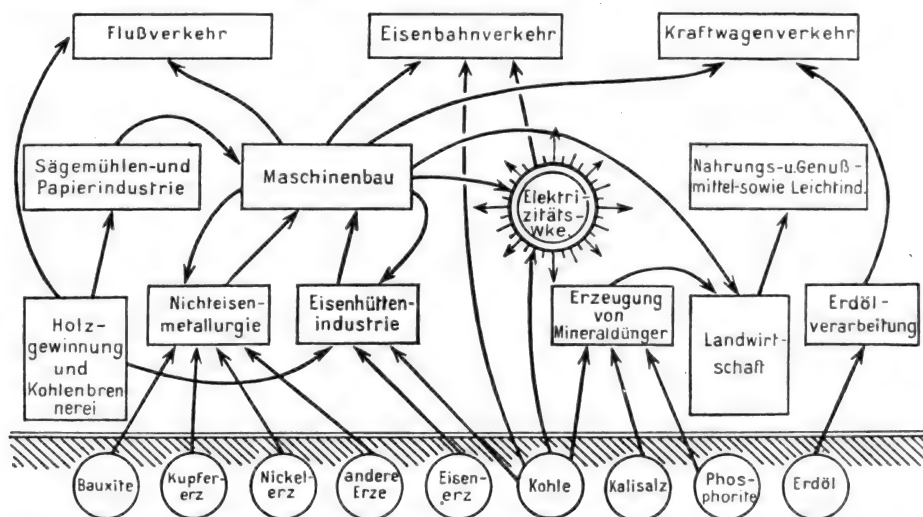 Flußverkehr
Eisenbahnverkehr
Kraftwagenverkehr
Sägemühlen-und
Papierindustrie
Maschinenbau
Elektri-
zitäts-
wke.
Nahrungs-u.Genuß-
mittel-sowie Leichtind.
Holz-
gewinnung
und
Kohlenbren-
nerei
Nichteisen-
metallurgie
Eisenhütten-
industrie
Erzeugung
von
Mineraldünger
Landwirt-
schaft
Erdöl-
verarbeitung
Bauxite
Kupfer-
erz
Nickel-
erz
andere
Erze
Eisen-
erz
Kohle
Kalisalz
Phos-
phorite
Erdöl